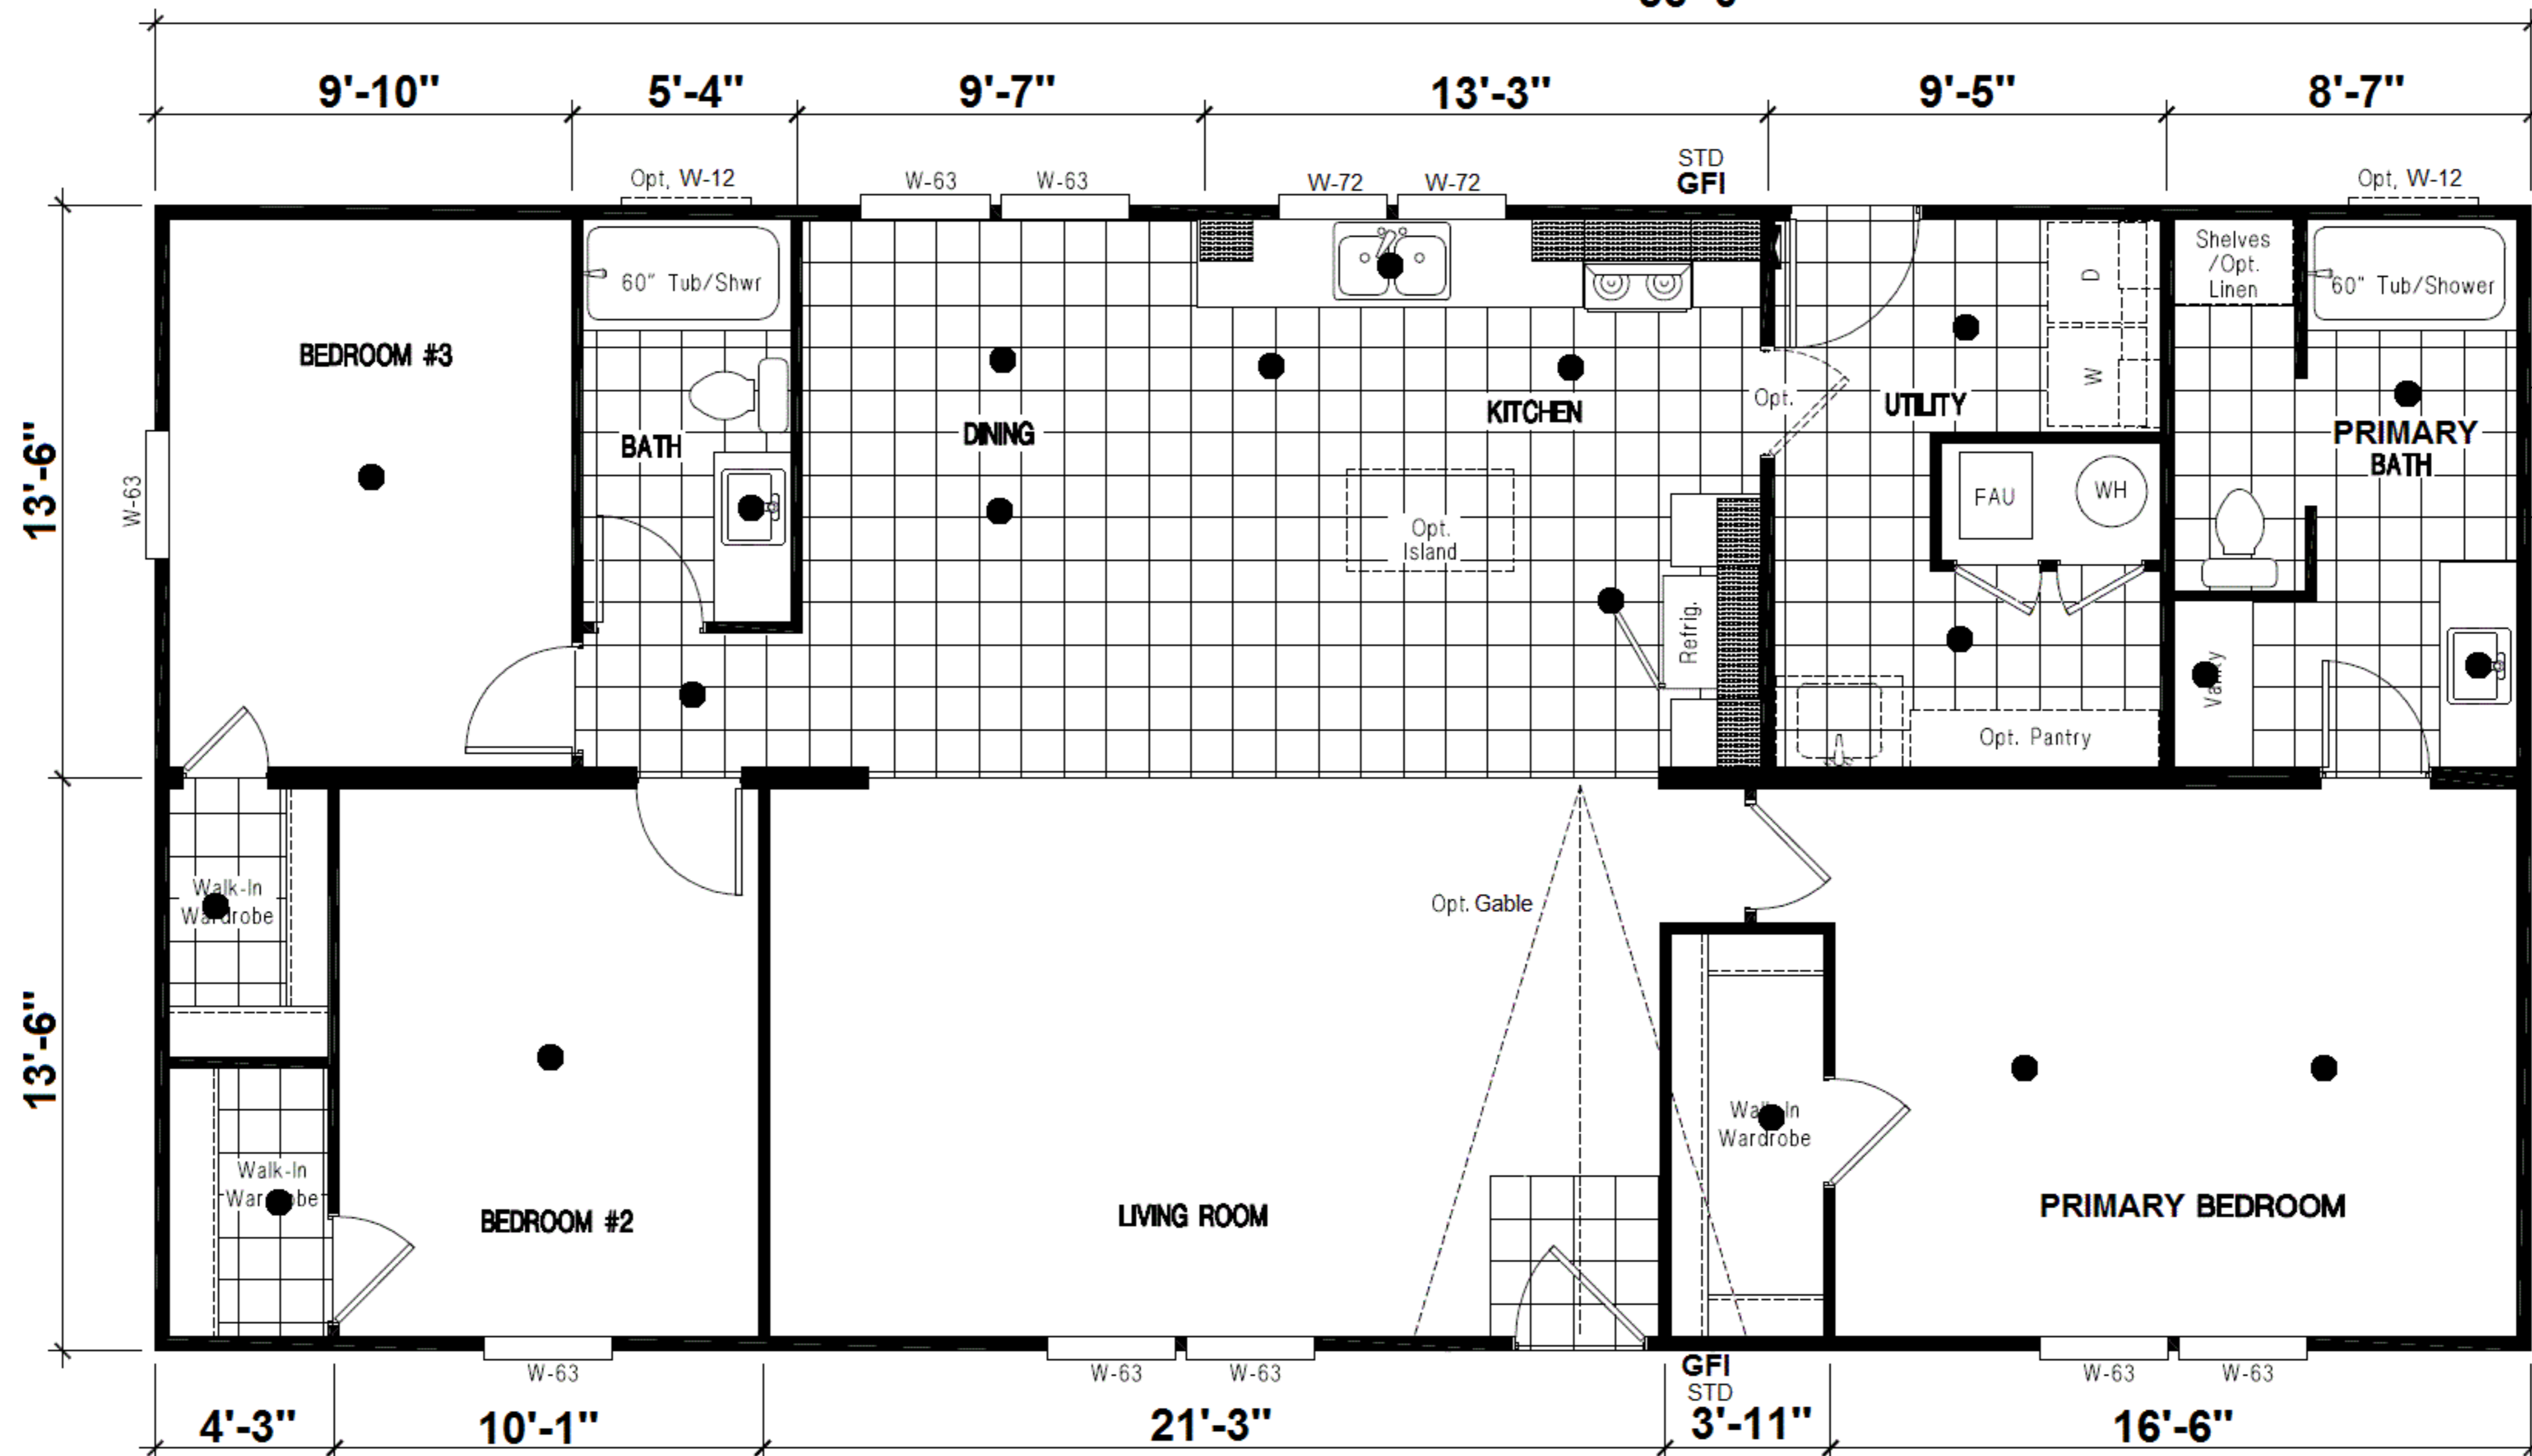 9'-10" 5'-4" 9'-7" 13'-3" 9'-5" 8'-7"
STD
GFI
Opt, W-12
W-63
W-63
W-72
W-72
Opt, W-12
60" Tub/Shwr
Shelves
/Opt.
Linen
60" Tub/Shower
D
BEDROOM #3
W
Opt.
KITCHEN
UTILITY
DINING
BATH
PRIMARY
BATH
13'-6"
W-63
FAU
WH
Opt.
Island
Refrig.
Vanity
Opt. Pantry
Walk-In
Wardrobe
Opt. Gable
13'-6"
Walk-In
Wardrobe
Walk-In
Wardrobe
BEDROOM #2
LIVING ROOM
PRIMARY BEDROOM
W-63
W-63
W-63
GFI
STD
W-63
W-63
4'-3" 10'-1" 21'-3" 3'-11" 16'-6"